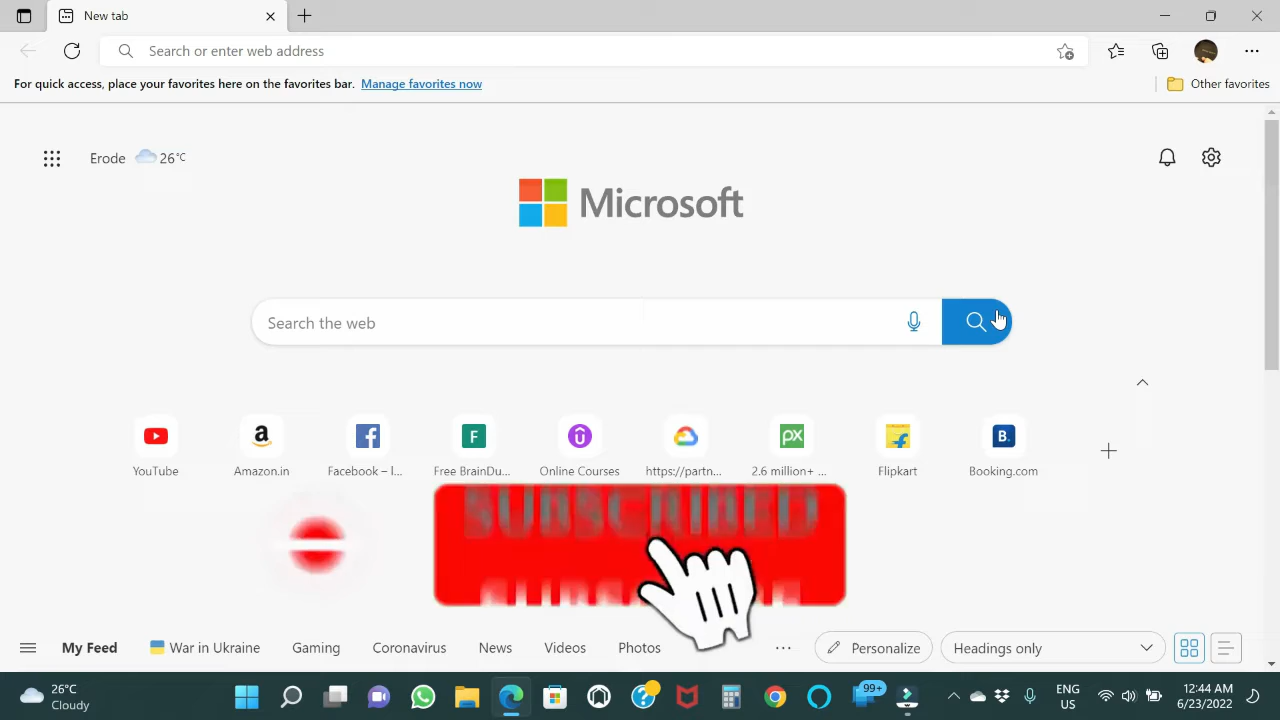 New tab
Search or enter web address
For quick access, place your favorites here on the favorites bar. Manage favorites now
Other favorites
Erode 26°C
Microsoft
Search the web
F
px
B.
YouTube
Amazon.in
Facebook – l...
Free BrainDu...
Online Courses
https://partn...
2.6 million+ ...
Flipkart
Booking.com
SUBSCRIBED
My Feed
War in Ukraine
Gaming
Coronavirus
News
Videos
Photos
...
Personalize
Headings only
26°C
Cloudy
99+
ENG
US
12:44 AM
6/23/2022